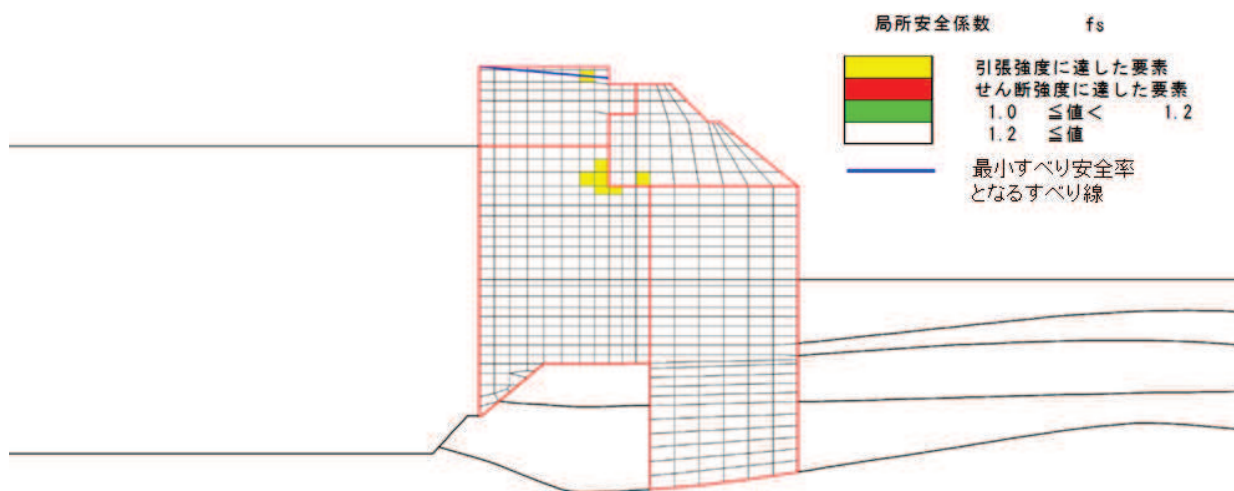 局所安全係数 fs
引張強度に達した要素
せん断強度に達した要素
1.0 ≦値< 1.2
1.2 ≦値
最小すべり安全率
となるすべり線